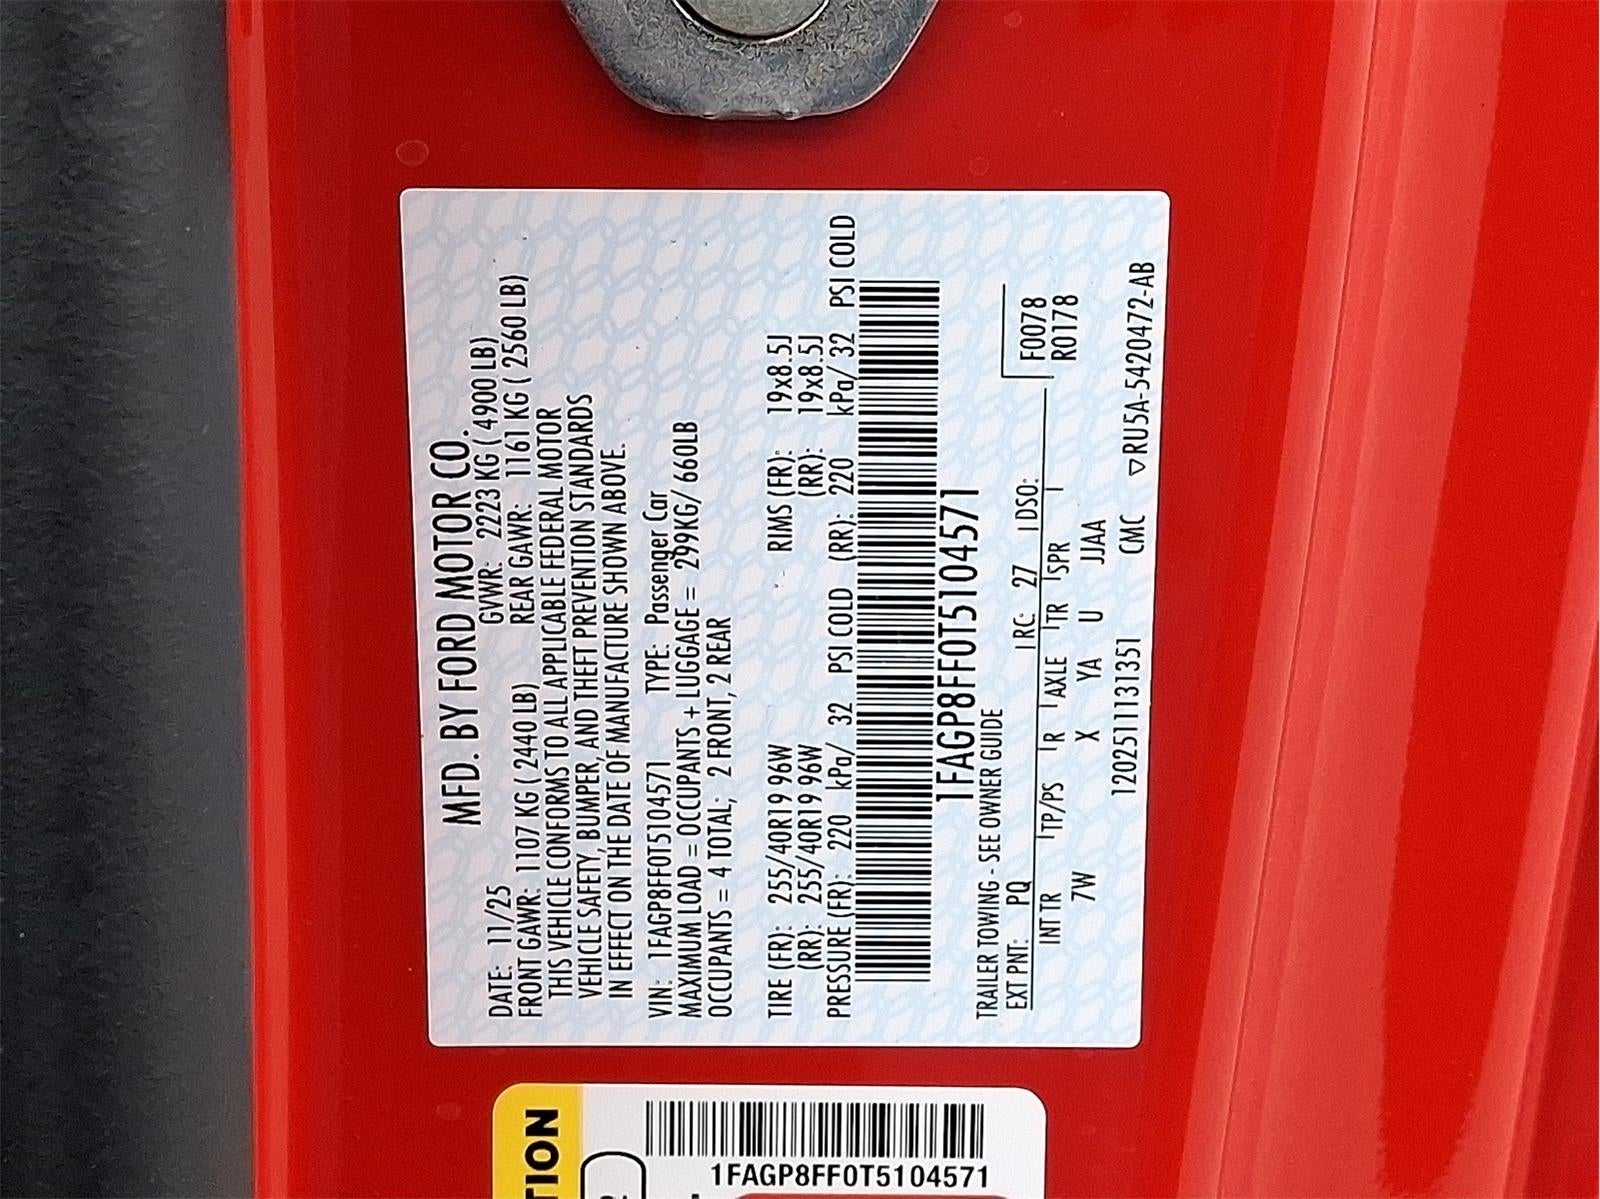 MFD. BY FORD MOTOR CO.
DATE: 11/25 GVWR: 2223 KG ( 4900 LB)
FRONT GAWR: 1107 KG ( 2440 LB) REAR GAWR: 1161 KG ( 2560 LB)
THIS VEHICLE CONFORMS TO ALL APPLICABLE FEDERAL MOTOR
VEHICLE SAFETY, BUMPER, AND THEFT PREVENTION STANDARDS
IN EFFECT ON THE DATE OF MANUFACTURE SHOWN ABOVE.
VIN: 1FAGP8FF0T5104571 TYPE: Passenger Car
MAXIMUM LOAD = OCCUPANTS + LUGGAGE = 299KG/ 660LB
OCCUPANTS = 4 TOTAL; 2 FRONT, 2 REAR
TIRE (FR): 255/40R19 96W RIMS (FR): 19x8.5J
(RR): 255/40R19 96W (RR): 19x8.5J
PRESSURE (FR): 220 kPa/ 32 PSI COLD (RR): 220 kPa/ 32 PSI COLD
1FAGP8FF0T5104571
TRAILER TOWING - SEE OWNER GUIDE
EXT PNT: PQ RC: 27 DSO: F0078
R0178
INT TR TP/PS R AXLE TR SPR
7W X YA U JJAA
1202511131351 CMC ▽RU5A-5420472-AB
TION
1FAGP8FF0T5104571